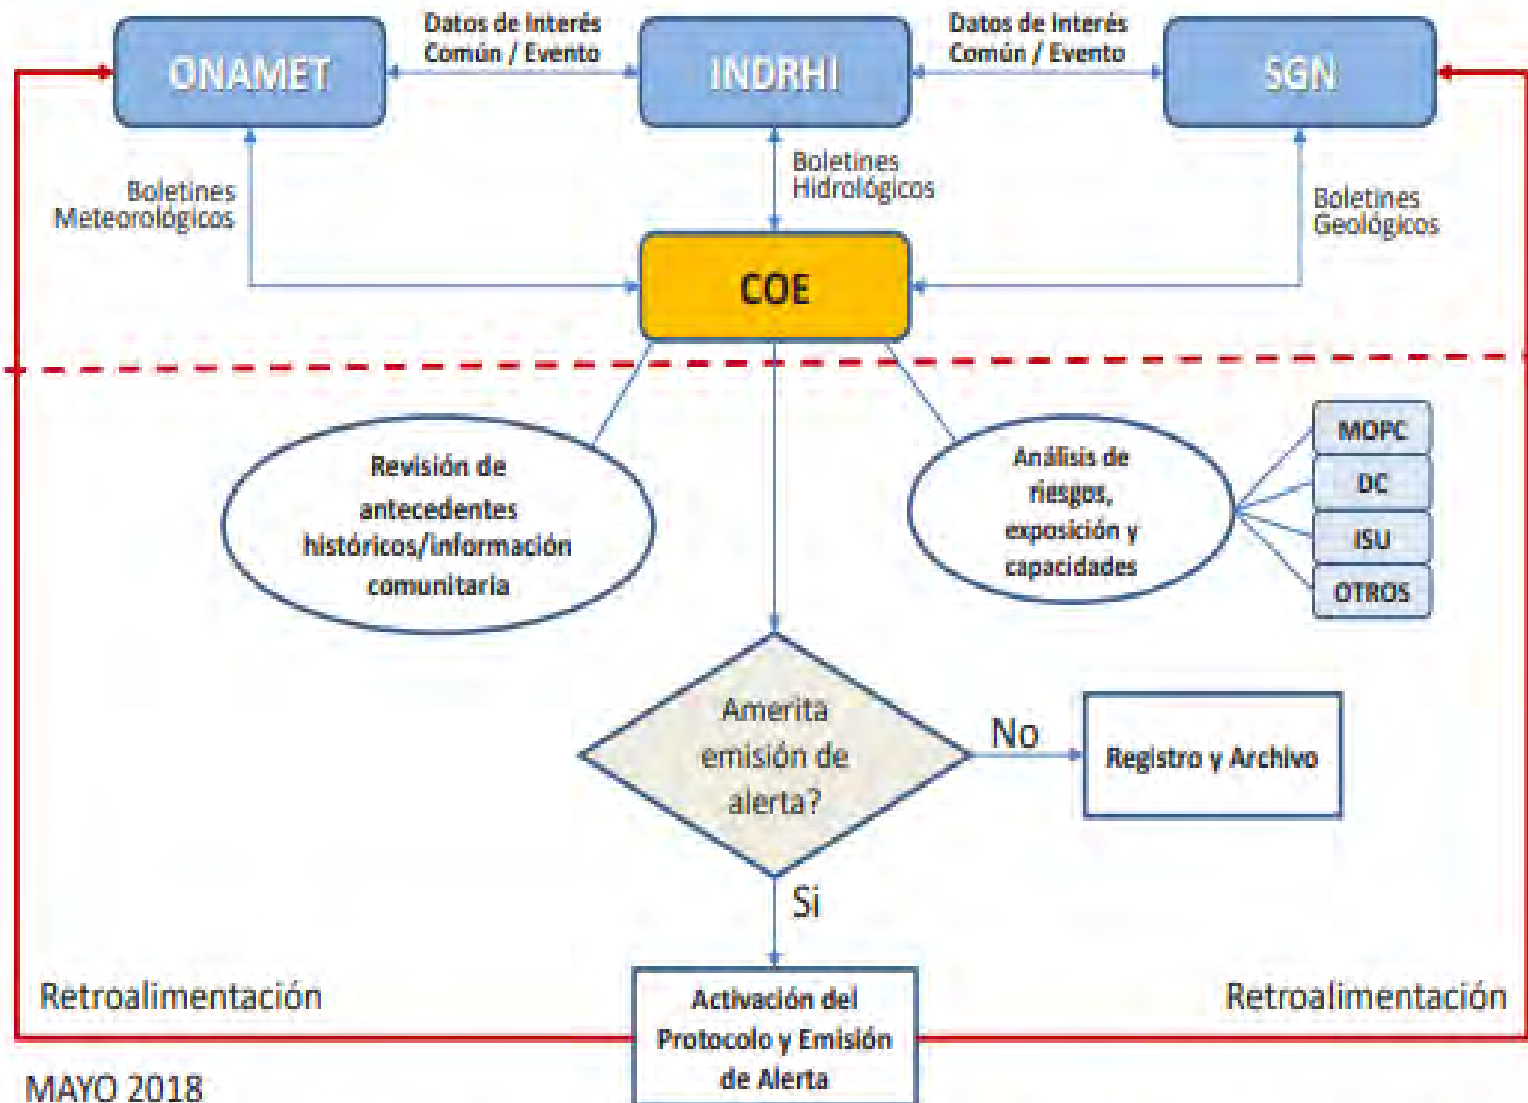 Datos de Interés
Común / Evento
Datos de Interés
Común / Evento
ONAMET
INDRHI
SGN
Boletines
Meteorológicos
Boletines
Hidrológicos
Boletines
Geológicos
COE
Revisión de
antecedentes
históricos/información
comunitaria
Análisis de
riesgos,
exposición y
capacidades
MOPC
DC
ISU
OTROS
Amerita
emisión de
alerta?
No
Registro y Archivo
Si
Retroalimentación
Retroalimentación
Activación del
Protocolo y Emisión
de Alerta
MAYO 2018